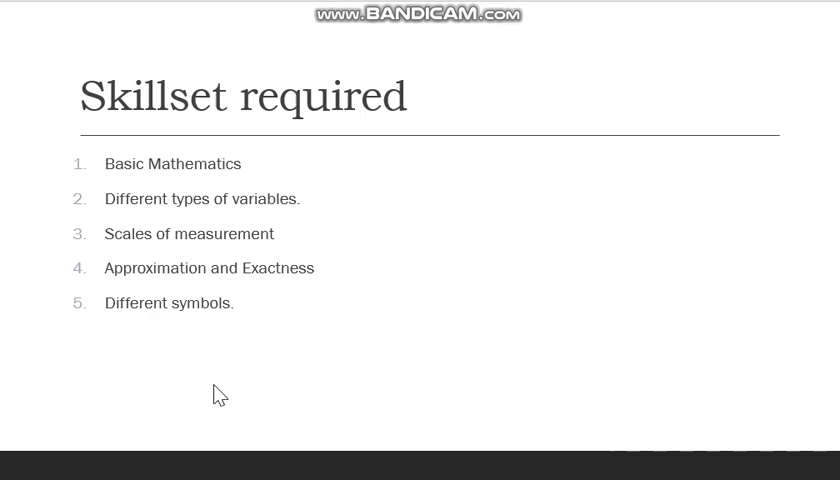 www.BANDICAM.com
Skillset required
1. Basic Mathematics
2. Different types of variables.
3. Scales of measurement
4. Approximation and Exactness
5. Different symbols.